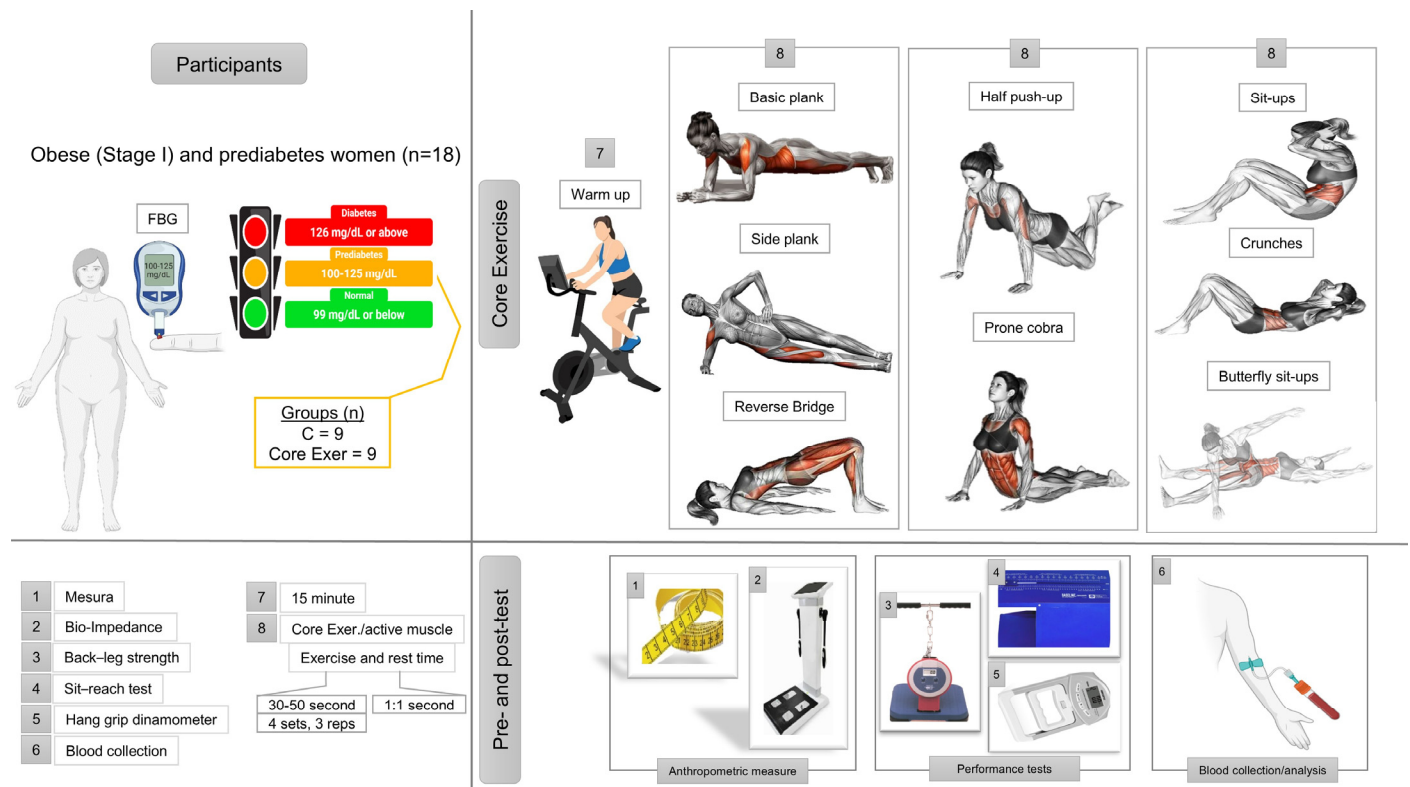 Participants
Obese (Stage I) and prediabetes women (n=18)
FBG
100-125
mg/dL
Diabetes
126 mg/dL or above
Prediabetes
100-125 mg/dL
Normal
99 mg/dL or below
Groups (n)
C = 9
Core Exer = 9
Core Exercise
7
Warm up
8
Basic plank
Side plank
Reverse Bridge
8
Half push-up
Prone cobra
8
Sit-ups
Crunches
Butterfly sit-ups
1 Mesura
2 Bio-Impedance
3 Back–leg strength
4 Sit–reach test
5 Hang grip dinamometer
6 Blood collection
7 15 minute
8 Core Exer./active muscle
Exercise and rest time
30-50 second
4 sets, 3 reps
1:1 second
Pre- and post-test
1
2
Anthropometric measure
3
4
5
Performance tests
6
Blood collection/analysis